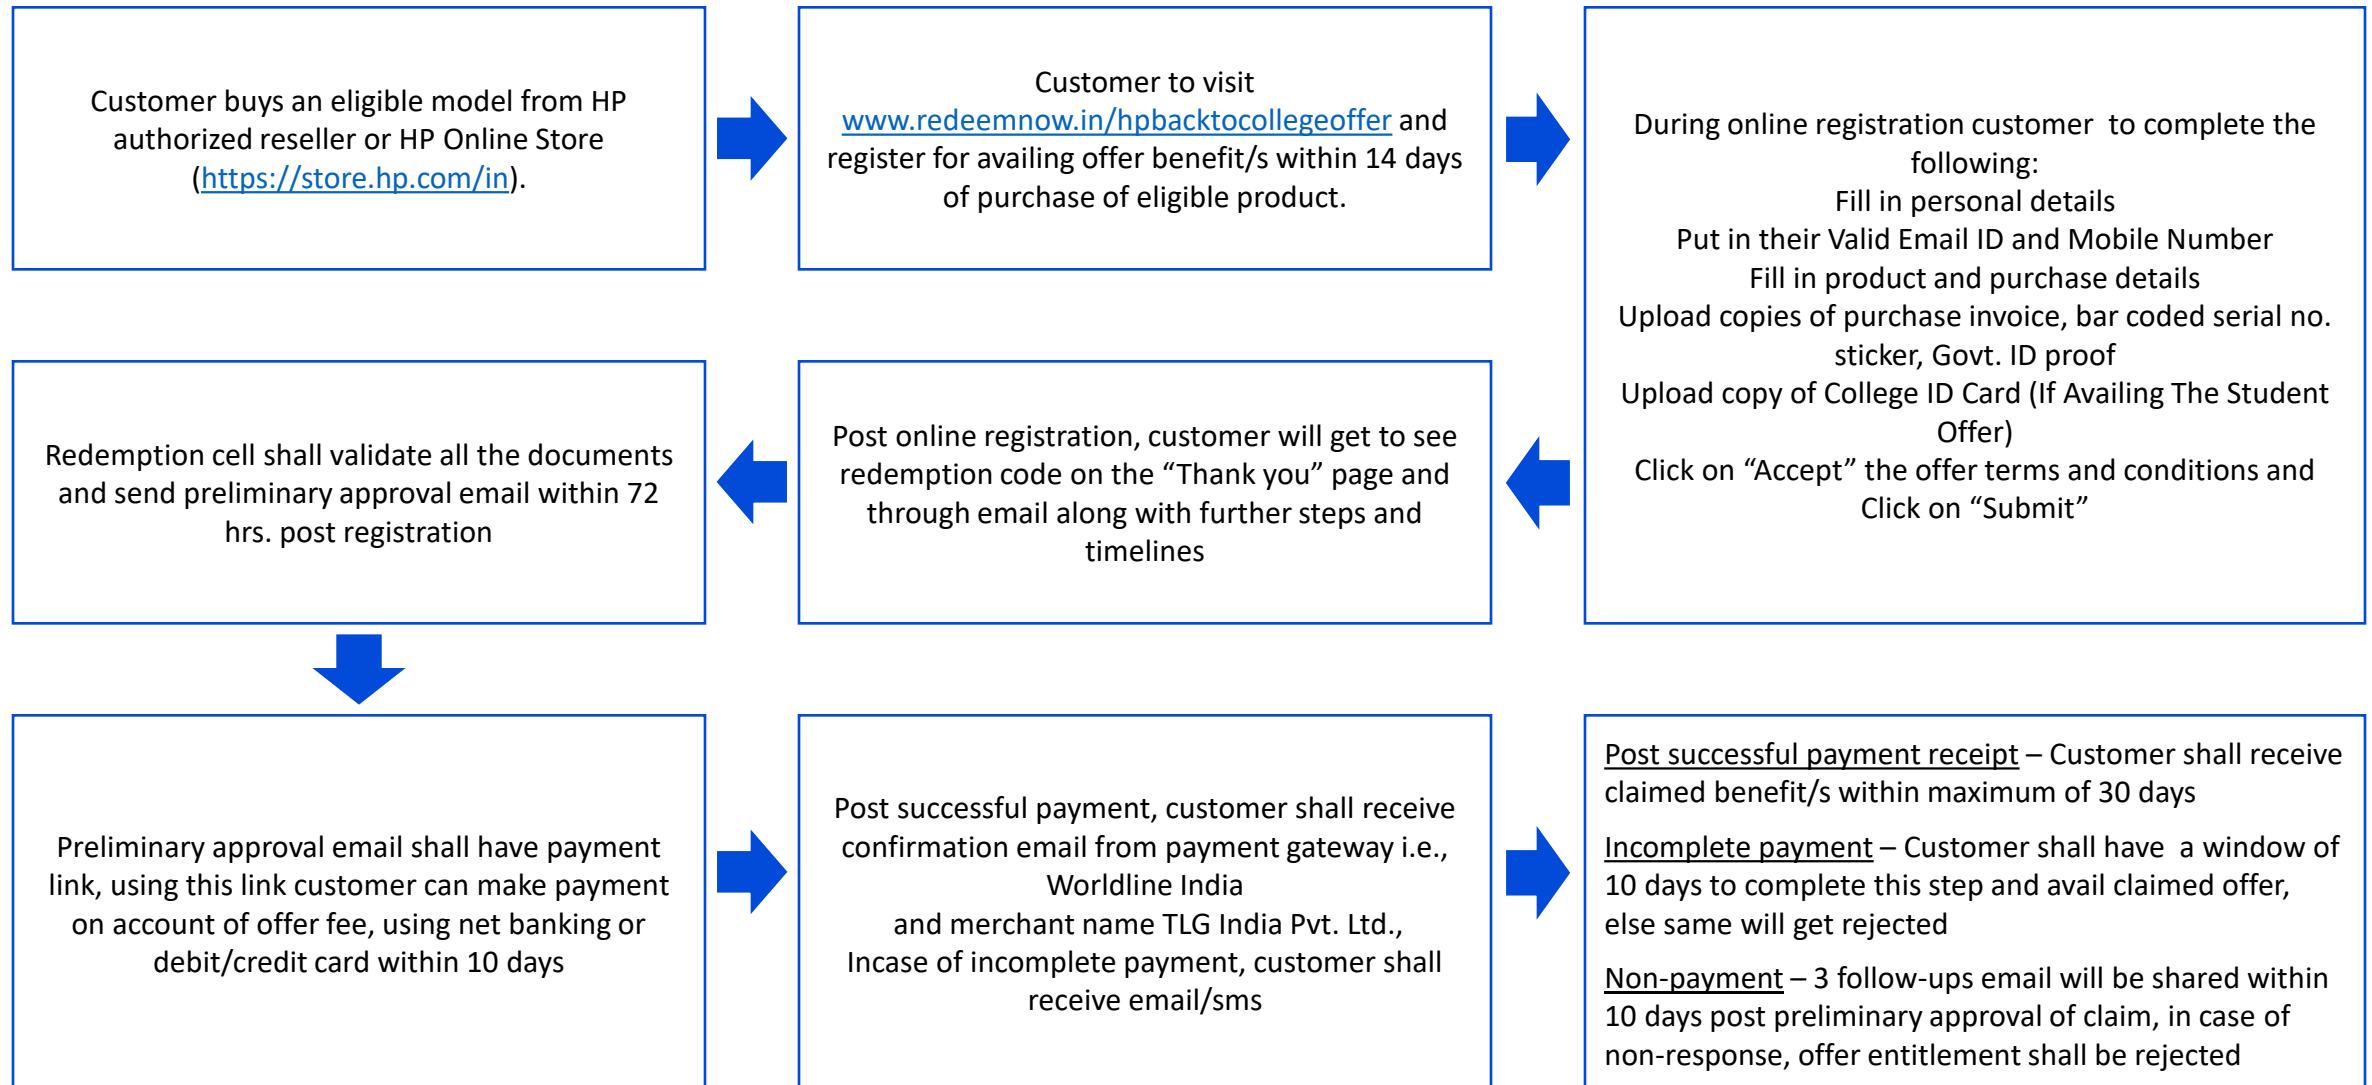 Customer buys an eligible model from HP
authorized reseller or HP Online Store
(https://store.hp.com/in).
Customer to visit
www.redeemnow.in/hpbacktocollegeoffer and
register for availing offer benefit/s within 14 days
of purchase of eligible product.
During online registration customer  to complete the
following:
Fill in personal details
Put in their Valid Email ID and Mobile Number
Fill in product and purchase details
Upload copies of purchase invoice, bar coded serial no.
sticker, Govt. ID proof
Upload copy of College ID Card (If Availing The Student
Offer)
Click on “Accept” the offer terms and conditions and
Click on “Submit”
Post online registration, customer will get to see
redemption code on the “Thank you” page and
through email along with further steps and
timelines
Redemption cell shall validate all the documents
and send preliminary approval email within 72
hrs. post registration
Preliminary approval email shall have payment
link, using this link customer can make payment
on account of offer fee, using net banking or
debit/credit card within 10 days
Post successful payment, customer shall receive
confirmation email from payment gateway i.e.,
Worldline India
and merchant name TLG India Pvt. Ltd.,
Incase of incomplete payment, customer shall
receive email/sms
Post successful payment receipt – Customer shall receive
claimed benefit/s within maximum of 30 days
Incomplete payment – Customer shall have  a window of
10 days to complete this step and avail claimed offer,
else same will get rejected
Non-payment – 3 follow-ups email will be shared within
10 days post preliminary approval of claim, in case of
non-response, offer entitlement shall be rejected